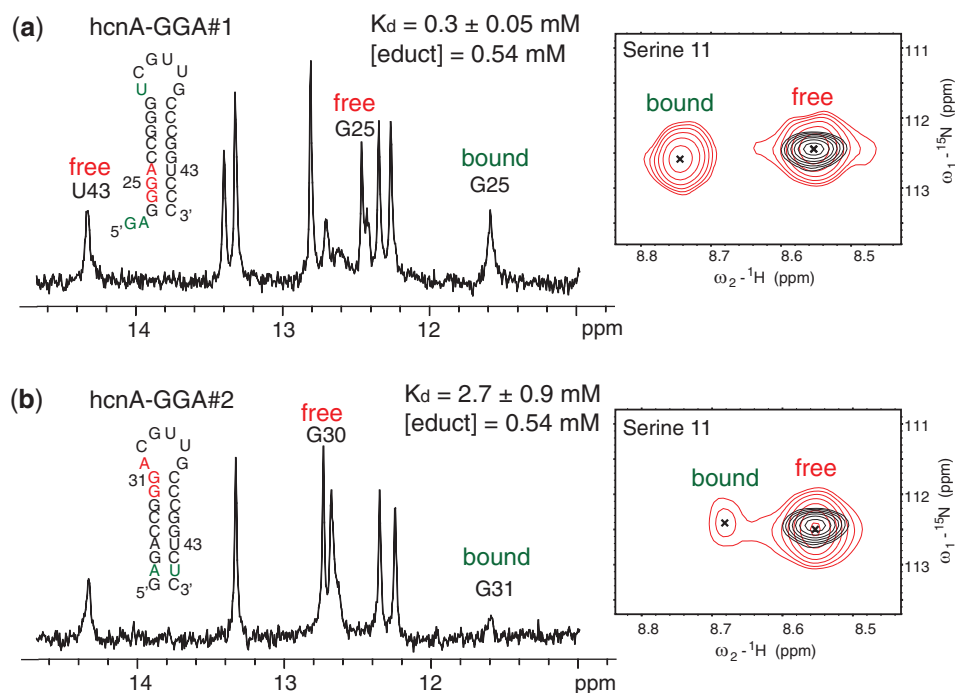 (a) hcnA-GGA#1
K_d = 0.3 ± 0.05 mM
[educt] = 0.54 mM
free
U43
free
G25
bound
G25
G U
C U
U G
G C
G C
G C
G C
C G
C G
A U 43
25 G C
G C
G C 3'
5' G A
14 13 12 ppm
Serine 11
bound free
111
112
113
ω₁ - ¹⁵N (ppm)
8.8 8.7 8.6 8.5
ω₂ - ¹H (ppm)
(b) hcnA-GGA#2
K_d = 2.7 ± 0.9 mM
[educt] = 0.54 mM
free
G30
bound
G31
G U
C U
A G
31 G C
G C
G C
C G
C G
A U 43
G C
A U
G C
5' 3'
14 13 12 ppm
Serine 11
bound free
111
112
113
ω₁ - ¹⁵N (ppm)
8.8 8.7 8.6 8.5
ω₂ - ¹H (ppm)